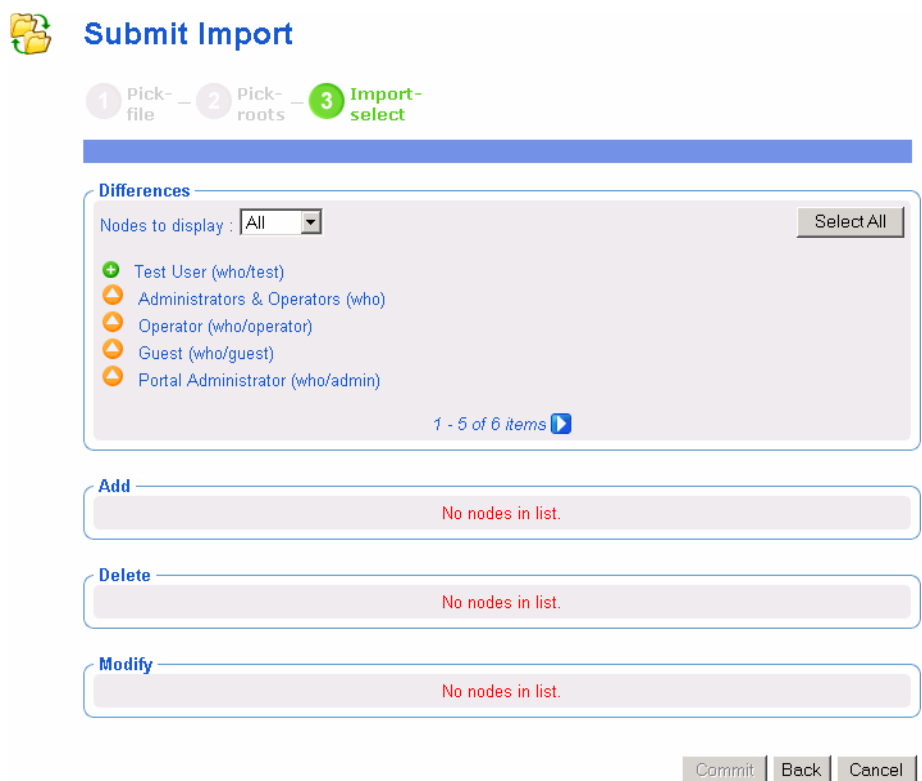 Submit Import
1 Pick-file – 2 Pick-roots – 3 Import-select
Differences
Nodes to display : All Select All
Test User (who/test)
Administrators & Operators (who)
Operator (who/operator)
Guest (who/guest)
Portal Administrator (who/admin)
1 - 5 of 6 items
Add
No nodes in list.
Delete
No nodes in list.
Modify
No nodes in list.
Commit Back Cancel